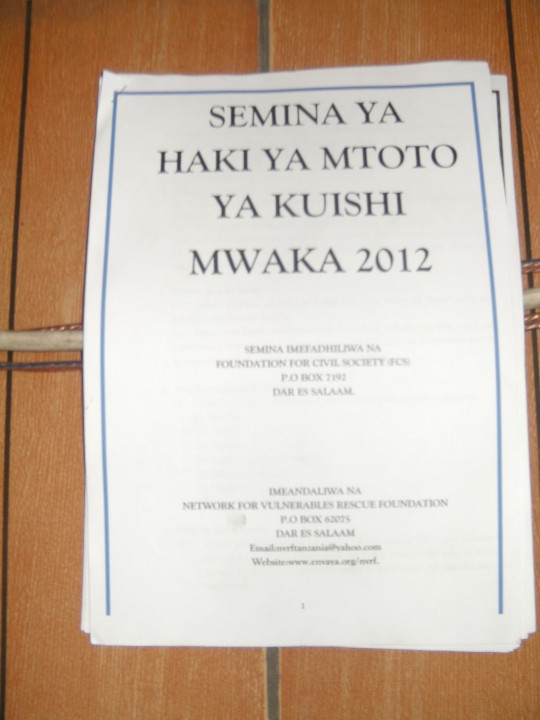 SEMINA YA
HAKI YA MTOTO
YA KUISHI
MWAKA 2012
SEMINA IMEFADHILIWA NA
FOUNDATION FOR CIVIL SOCIETY (FCS)
P.O BOX 7192
DAR ES SALAAM.
IMEANDALIWA NA
NETWORK FOR VULNERABLES RESCUE FOUNDATION
P.O BOX 62075
DAR ES SALAAM
Email:nvrftanzania@yahoo.com
Website:www.envaya.org/nvrf.
1